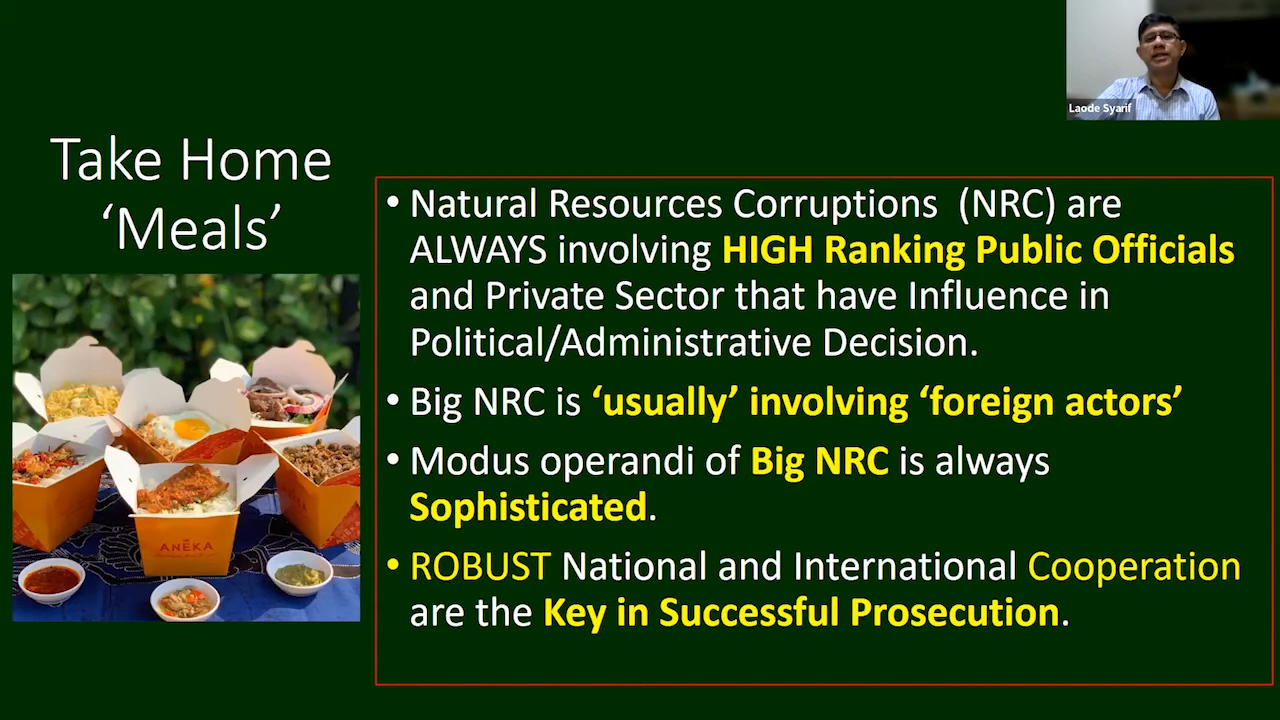 Laode Syarif
Take Home
‘Meals’
• Natural Resources Corruptions  (NRC) are
ALWAYS involving HIGH Ranking Public Officials
and Private Sector that have Influence in
Political/Administrative Decision.
• Big NRC is ‘usually’ involving ‘foreign actors’
• Modus operandi of Big NRC is always
Sophisticated.
• ROBUST National and International Cooperation
are the Key in Successful Prosecution.
ANEKA